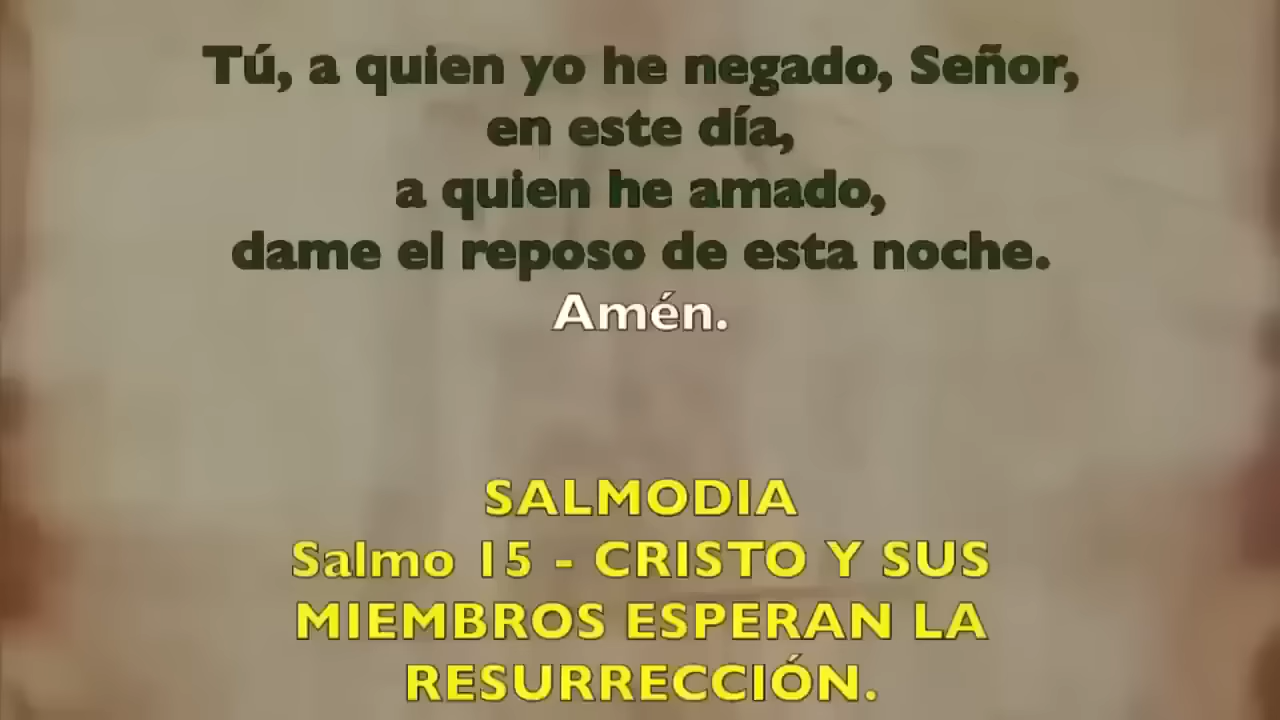 Tú, a quien yo he negado, Señor,
en este día,
a quien he amado,
dame el reposo de esta noche.
Amén.
SALMODIA
Salmo 15 - CRISTO Y SUS
MIEMBROS ESPERAN LA
RESURRECCIÓN.